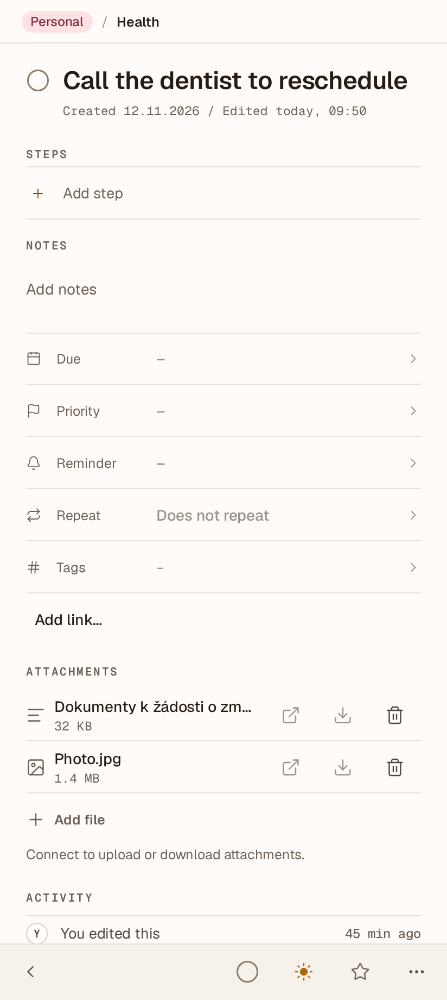 Personal / Health
Call the dentist to reschedule
Created 12.11.2026 / Edited today, 09:50
STEPS
+ Add step
NOTES
Add notes
Due –
Priority –
Reminder –
Repeat Does not repeat
Tags –
Add link…
ATTACHMENTS
Dokumenty k žádosti o zm…
32 KB
Photo.jpg
1.4 MB
+ Add file
Connect to upload or download attachments.
ACTIVITY
Y You edited this 45 min ago